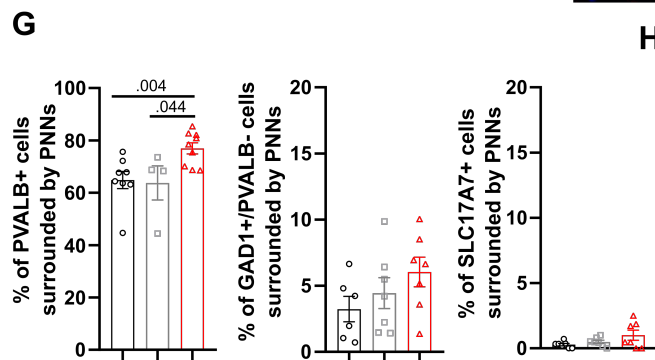 G
H
% of PVALB+ cells
surrounded by PNNs
100
80
60
40
20
0
.004
.044
% of GAD1+/PVALB- cells
surrounded by PNNs
20
15
10
5
0
% of SLC17A7+ cells
surrounded by PNNs
20
15
10
5
0